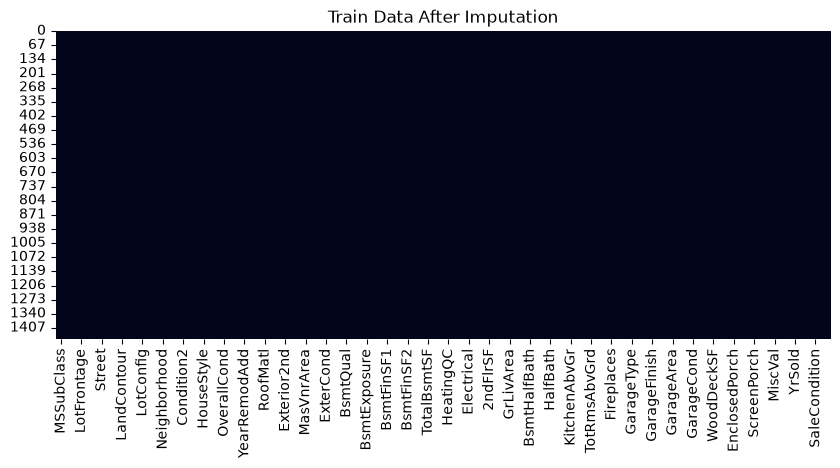 Train Data After Imputation
0
67
134
201
268
335
402
469
536
603
670
737
804
871
938
1005
1072
1139
1206
1273
1340
1407
MSSubClass
LotFrontage
Street
LandContour
LotConfig
Neighborhood
Condition2
HouseStyle
OverallCond
YearRemodAdd
RoofMatl
Exterior2nd
MasVnrArea
ExterCond
BsmtQual
BsmtExposure
BsmtFinSF1
BsmtFinSF2
TotalBsmtSF
HeatingQC
Electrical
2ndFlrSF
GrLivArea
BsmtHalfBath
HalfBath
KitchenAbvGr
TotRmsAbvGrd
Fireplaces
GarageType
GarageFinish
GarageArea
GarageCond
WoodDeckSF
EnclosedPorch
ScreenPorch
MiscVal
YrSold
SaleCondition